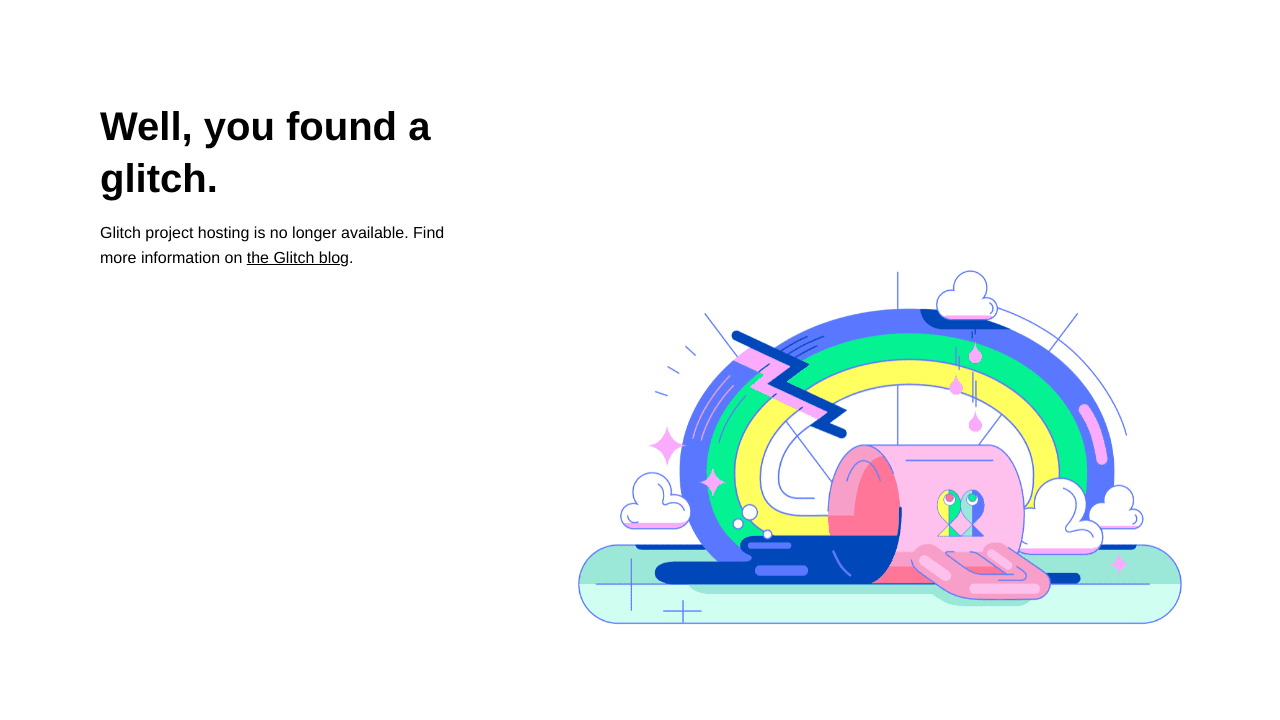 Well, you found a
glitch.
Glitch project hosting is no longer available. Find
more information on the Glitch blog.